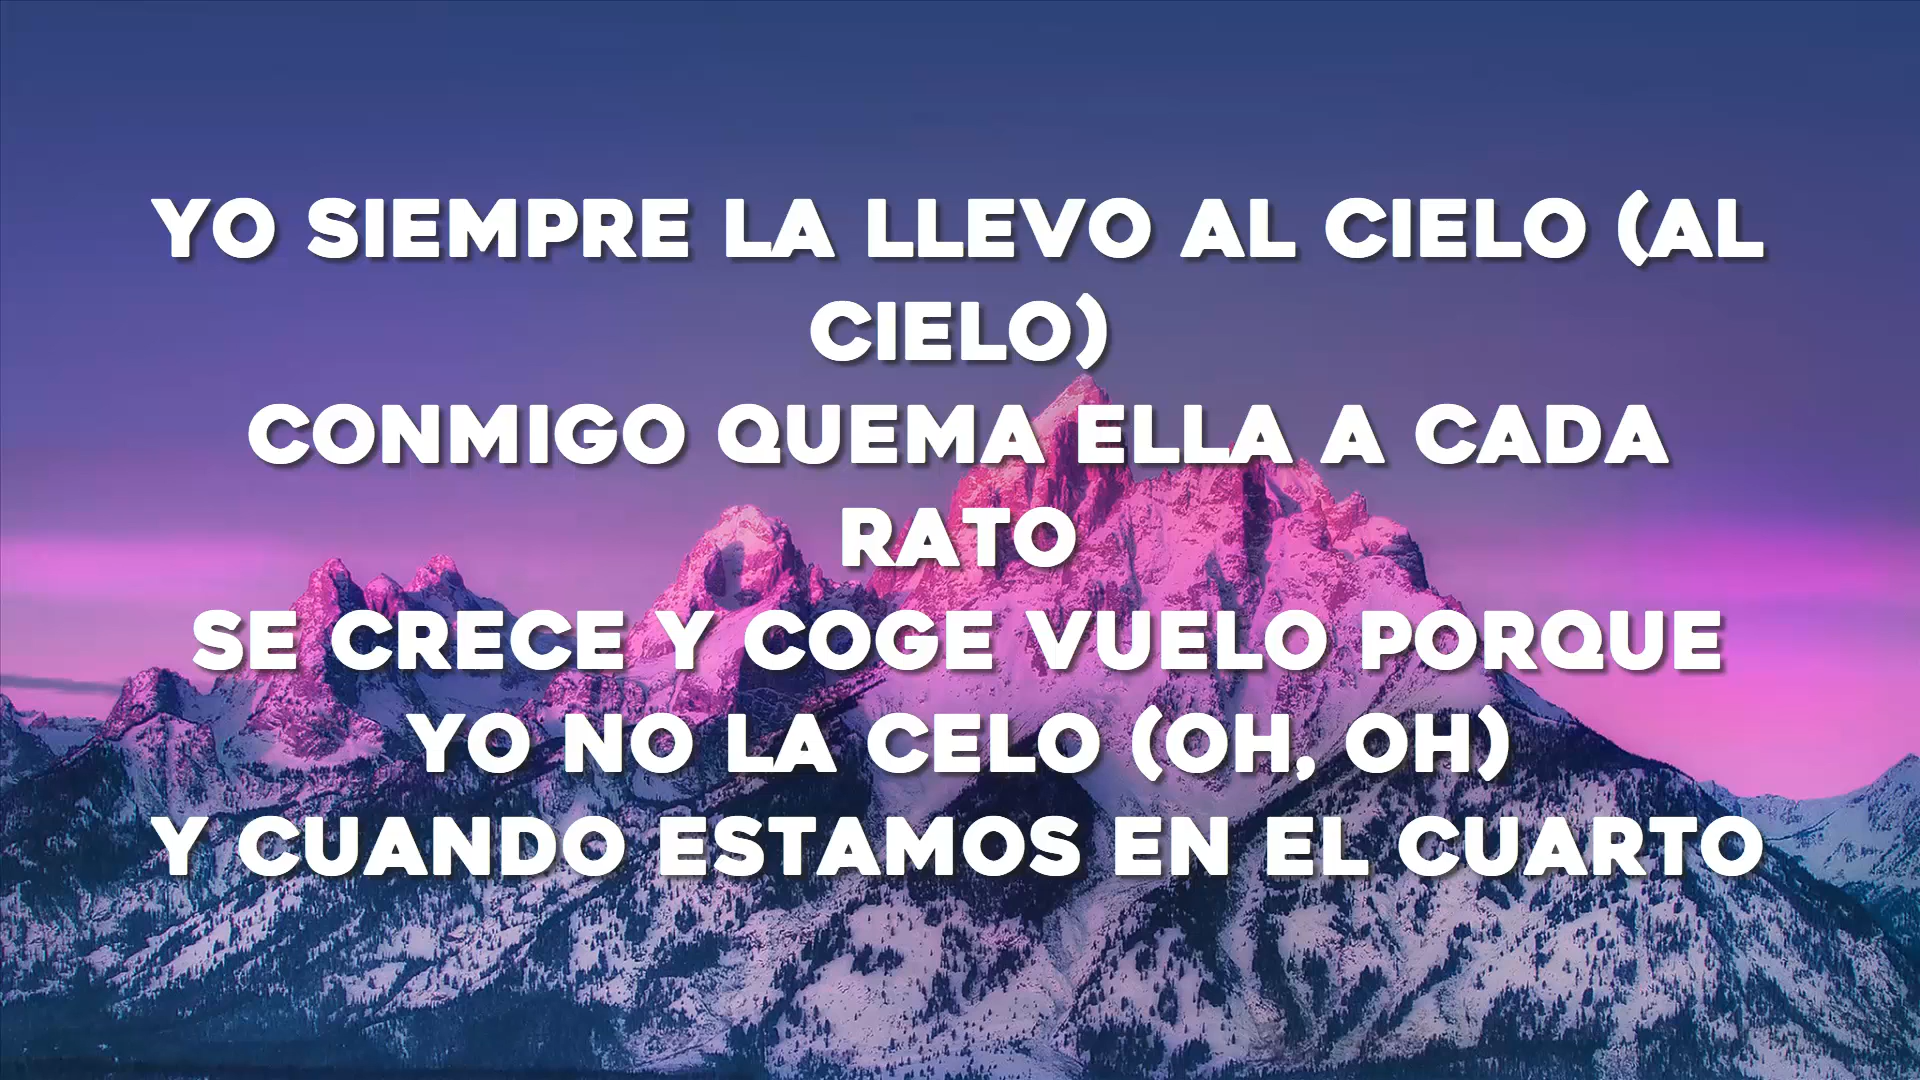 YO SIEMPRE LA LLEVO AL CIELO (AL
CIELO)
CONMIGO QUEMA ELLA A CADA
RATO
SE CRECE Y COGE VUELO PORQUE
YO NO LA CELO (OH, OH)
Y CUANDO ESTAMOS EN EL CUARTO